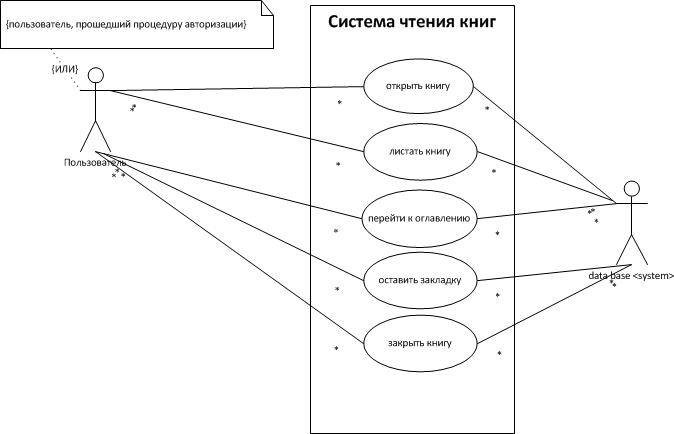 {пользователь, прошедший процедуру авторизации}
Система чтения книг
{ИЛИ}
открыть книгу
* *
* *
листать книгу
Пользователь
* *
* *
* *
перейти к оглавлению
* *
*
* *
data base <system>
* *
оставить закладку
* *
закрыть книгу
* *